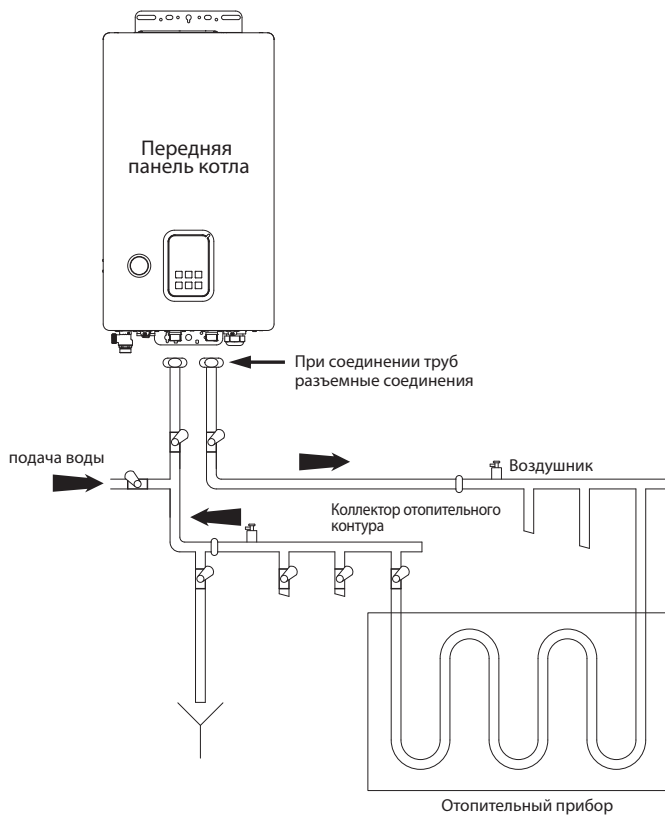 Передняя
панель котла
При соединении труб
разъемные соединения
подача воды
Воздушник
Коллектор отопительного
контура
Отопительный прибор